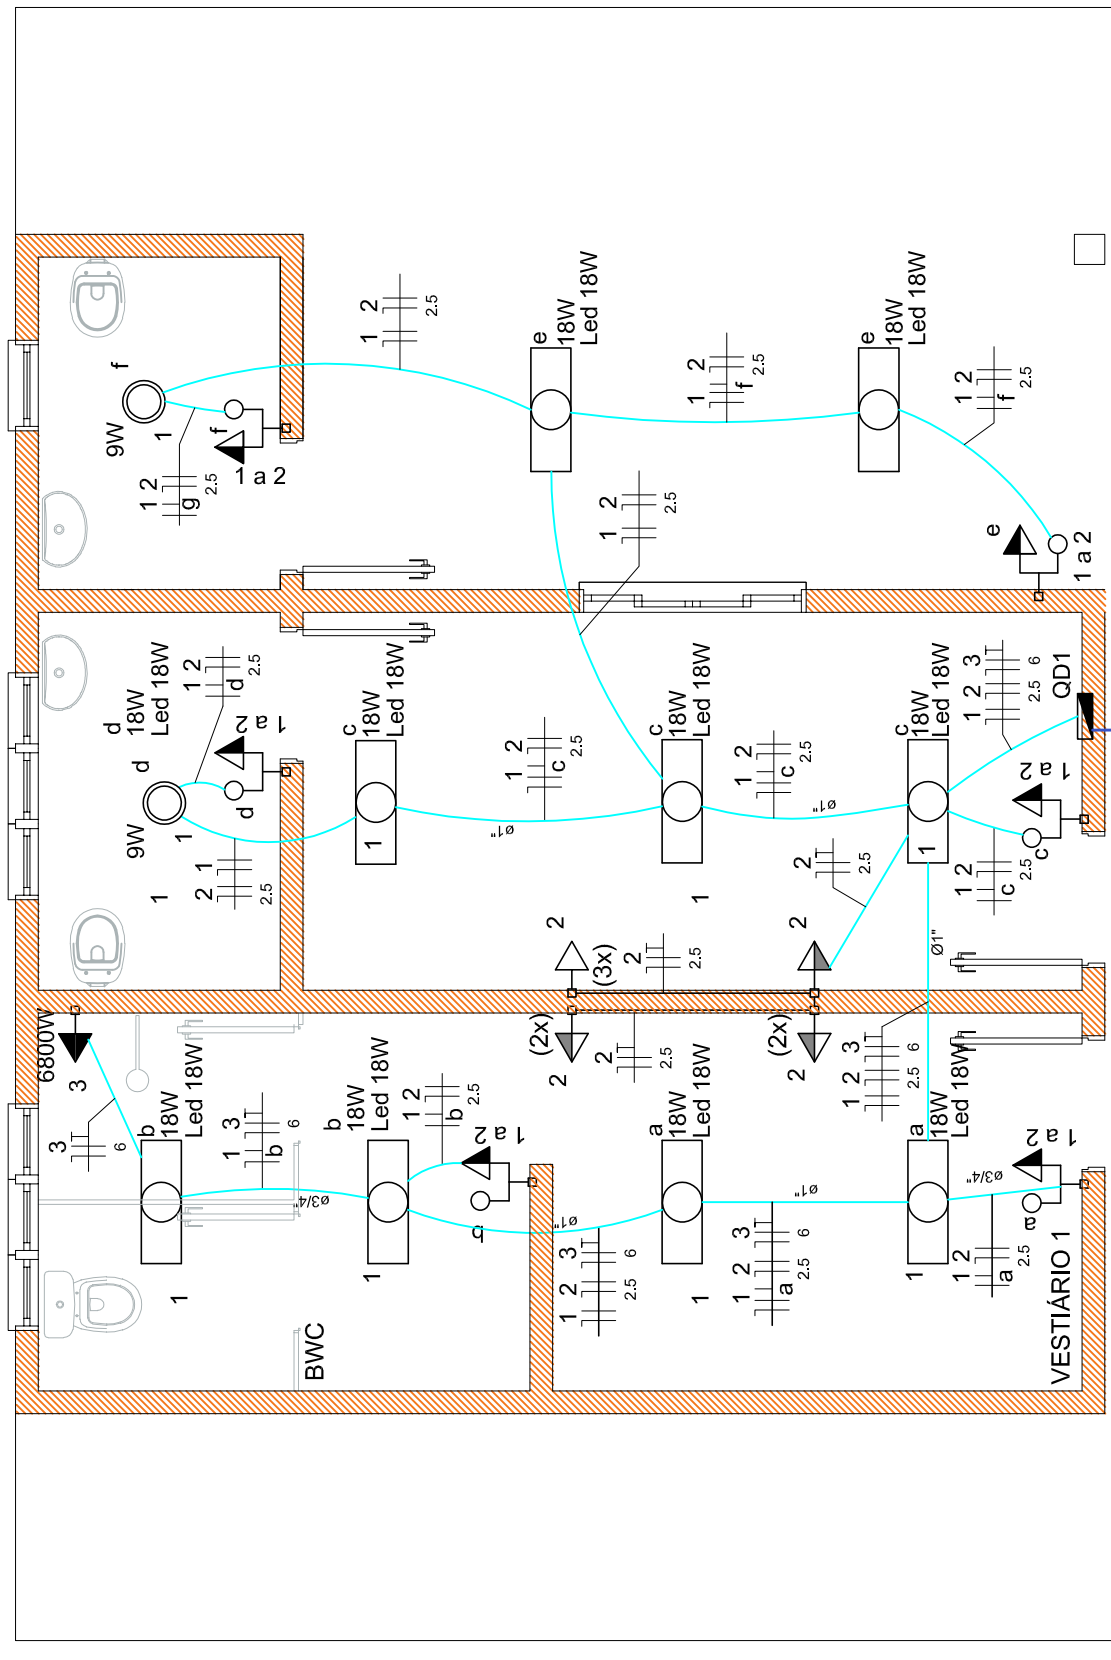 f
9W
1
f
1 a 2
1 2
g
2.5
1 2
2.5
e
18W
Led 18W
1 2
f
2.5
e
18W
Led 18W
1 2
f
2.5
e
1 a 2
1 2
2.5
d
18W
Led 18W
d
9W
1
1
1 2
d
2.5
1 a 2
d
2 1
2.5
c
18W
Led 18W
1
ø1"
1 2
c
2.5
c
18W
Led 18W
1
1 2
c
2.5
ø1"
c
18W
Led 18W
1
1 2 3
2.5 6
QD1
1 a 2
c
1 2
c
2.5
2
2.5
2
(3x)
2
2
2.5
Ø1"
6800W
3
3
6
b
18W
Led 18W
1
1 3
b
6
ø3/4"
BWC
b
18W
Led 18W
1
1 2
b
2.5
1 a 2
b
(2x)
2
2
2.5
(2x)
2
ø1"
1 2 3
2.5 6
a
18W
Led 18W
1
1 2 3
a
2.5 6
ø1"
1 2 3
2.5 6
a
18W
Led 18W
1
ø3/4"
1 2
a
2.5
1 a 2
a
VESTIÁRIO 1